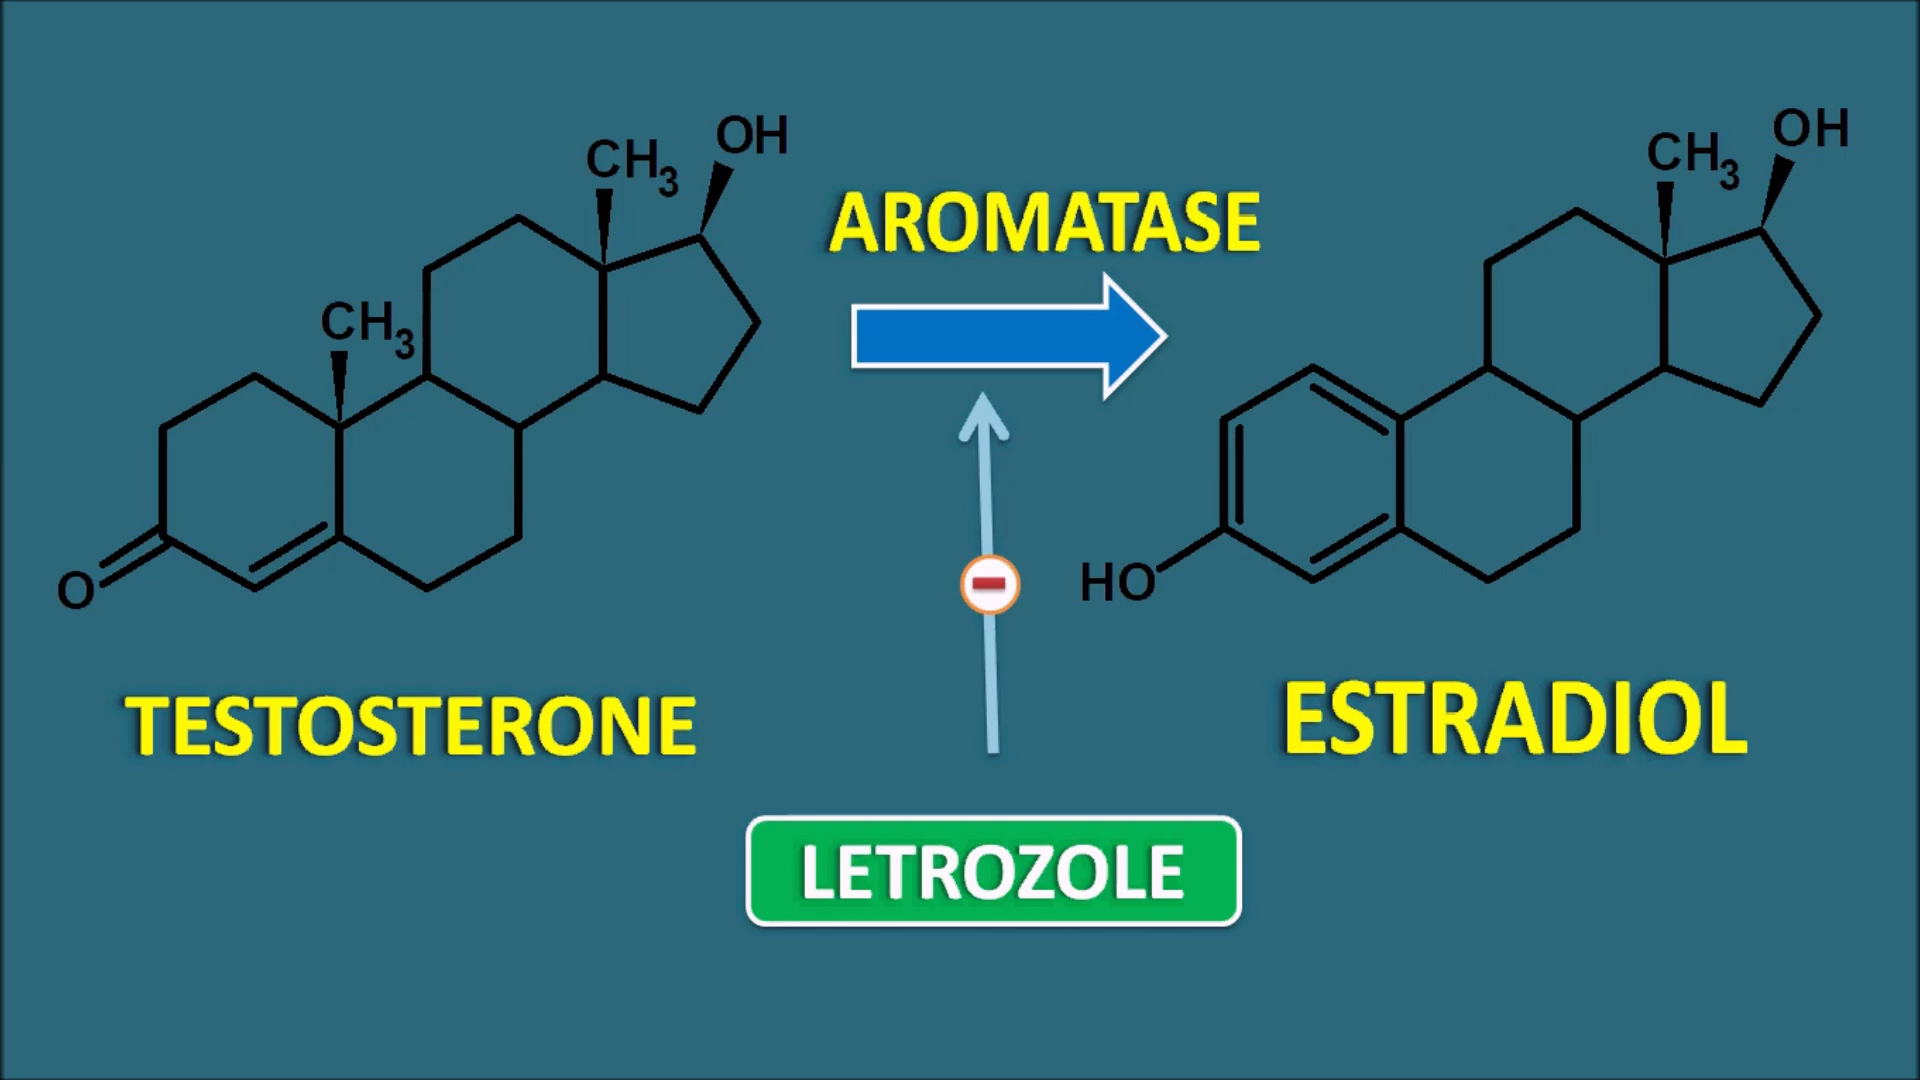 CH3
OH
CH3
O
TESTOSTERONE
AROMATASE
LETROZOLE
CH3
OH
HO
ESTRADIOL